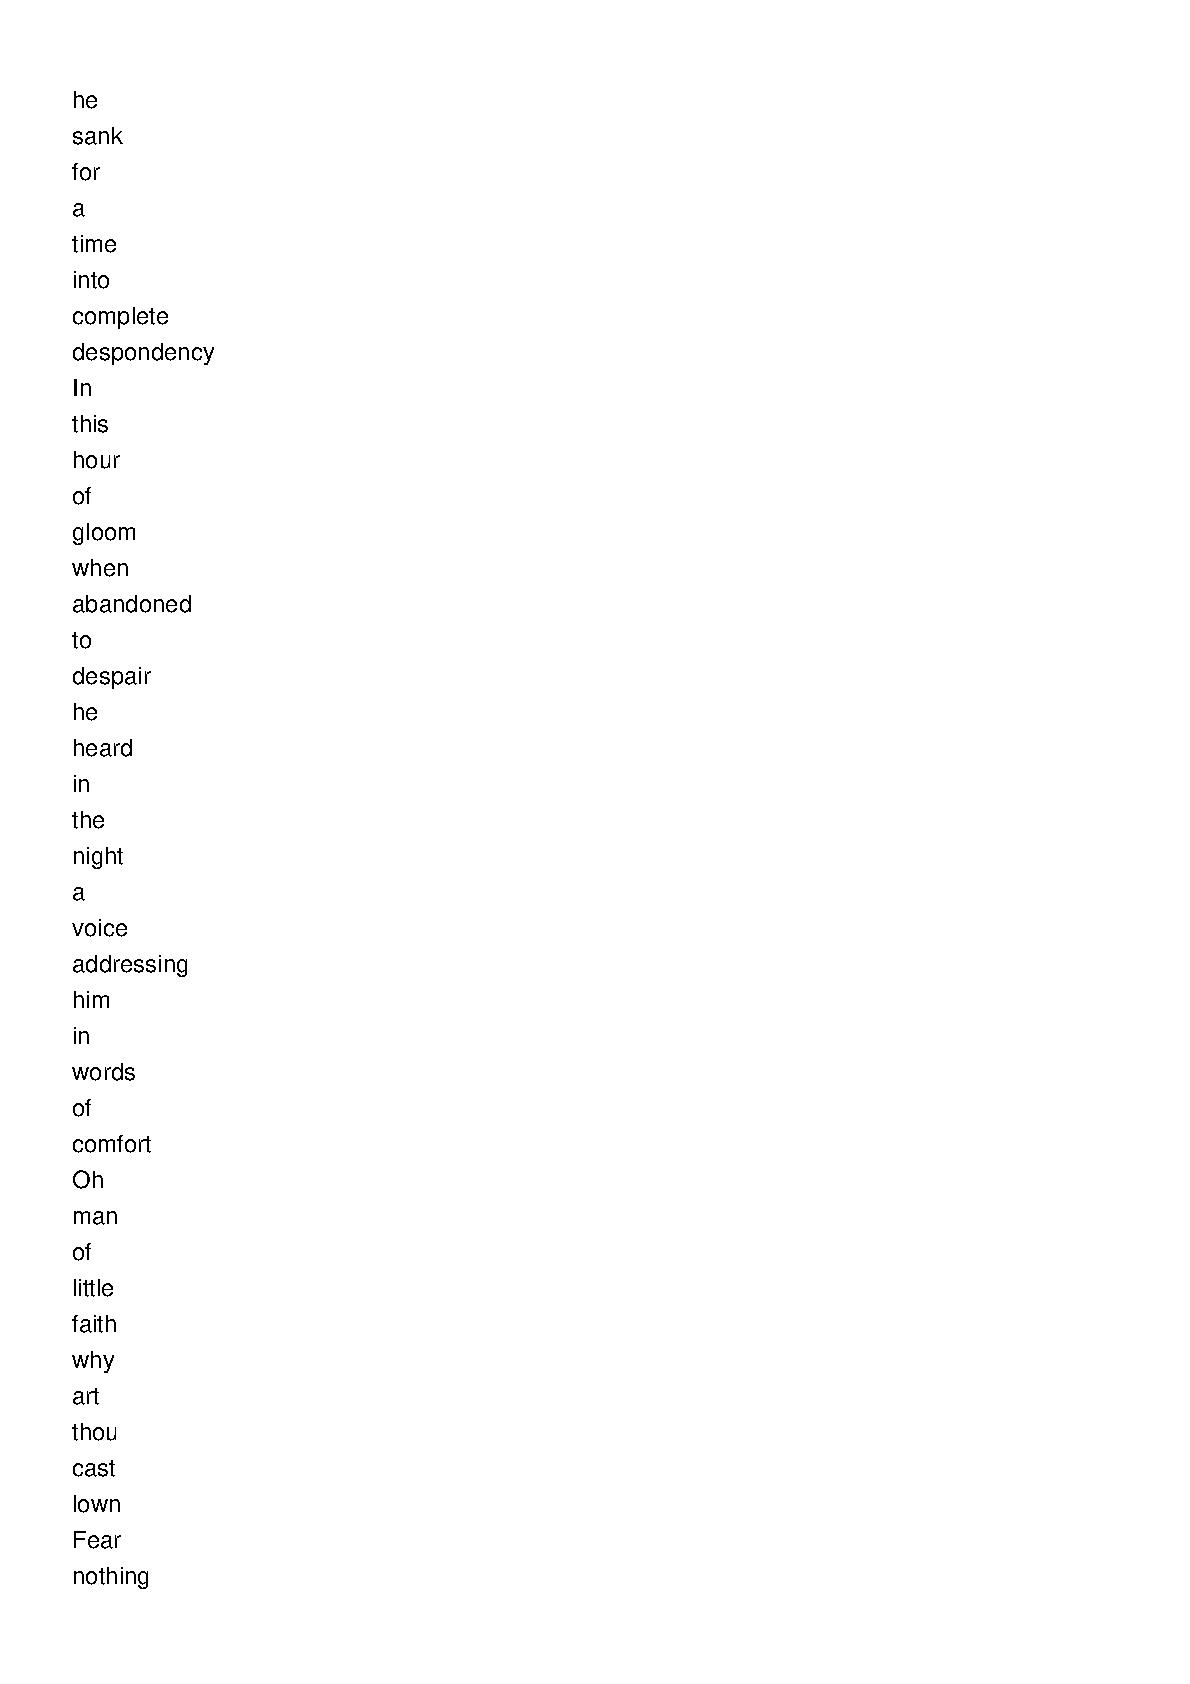 he
sank
for
a
time
into
complete
despondency
In
this
hour
of
gloom
when
abandoned
to
despair
he
heard
in
the
night
a
voice
addressing
him
in
words
of
comfort
Oh
man
of
little
faith
why
art
thou
cast
lown
Fear
nothing